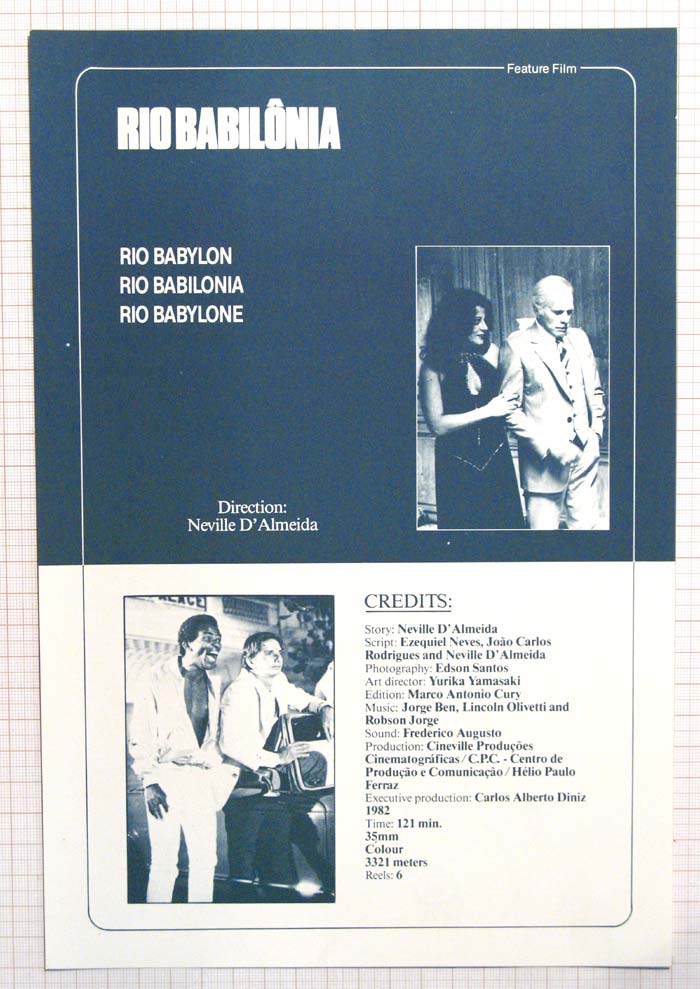 Feature Film
RIO BABILÔNIA
RIO BABYLON
RIO BABILONIA
RIO BABYLONE
Direction:
Neville D'Almeida
PALACE
CREDITS:
Story: Neville D'Almeida
Script: Ezequiel Neves, João Carlos
Rodrigues and Neville D'Almeida
Photography: Edson Santos
Art director: Yurika Yamasaki
Edition: Marco Antonio Cury
Music: Jorge Ben, Lincoln Olivetti and
Robson Jorge
Sound: Frederico Augusto
Production: Cineville Produções
Cinematográficas / C.P.C. - Centro de
Produção e Comunicação / Hélio Paulo
Ferraz
Executive production: Carlos Alberto Diniz
1982
Time: 121 min.
35mm
Colour
3321 meters
Reels: 6